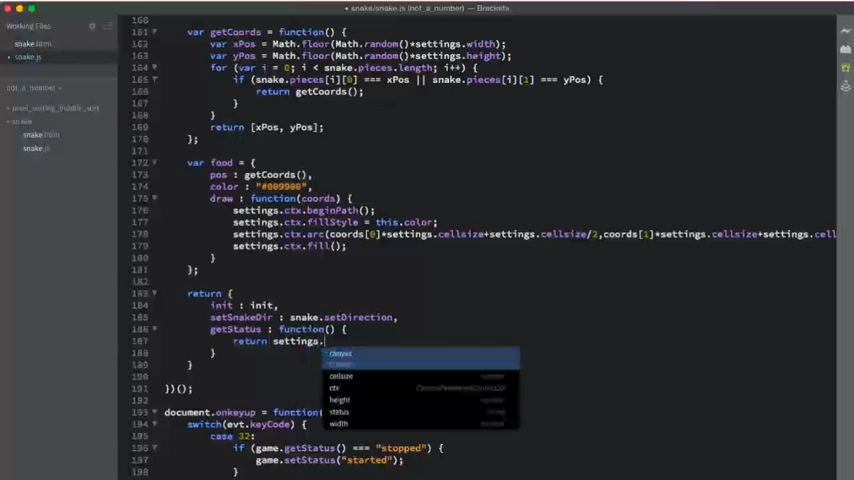 snake/snake.js (not_a_number) — Brackets
Working Files
snake.html
snake.js
not_a_number
snake
snake.html
snake.js
160
161 var getCoords = function() {
162 var xPos = Math.floor(Math.random()*settings.width);
163 var yPos = Math.floor(Math.random()*settings.height);
164 for (var i = 0; i < snake.pieces.length; i++) {
165 if (snake.pieces[i][0] === xPos || snake.pieces[i][1] === yPos) {
166 return getCoords();
167 }
168 }
169 return [xPos, yPos];
170 };
171
172 var food = {
173 pos : getCoords(),
174 color : "#009900",
175 draw : function(coords) {
176 settings.ctx.beginPath();
177 settings.ctx.fillStyle = this.color;
178 settings.ctx.arc(coords[0]*settings.cellsize+settings.cellsize/2,coords[1]*settings.cellsize+settings.cell
179 settings.ctx.fill();
180 }
181 };
182
183 return {
184 init : init,
185 setSnakeDir : snake.setDirection,
186 getStatus : function() {
187 return settings.
188 }
189 }
190
191 })();
192
193 document.onkeyup = function(
194 switch(evt.keyCode) {
195 case 32:
196 if (game.getStatus() === "stopped") {
197 game.setStatus("started");
198 }
canvas
cellsize
ctx
height
status
width